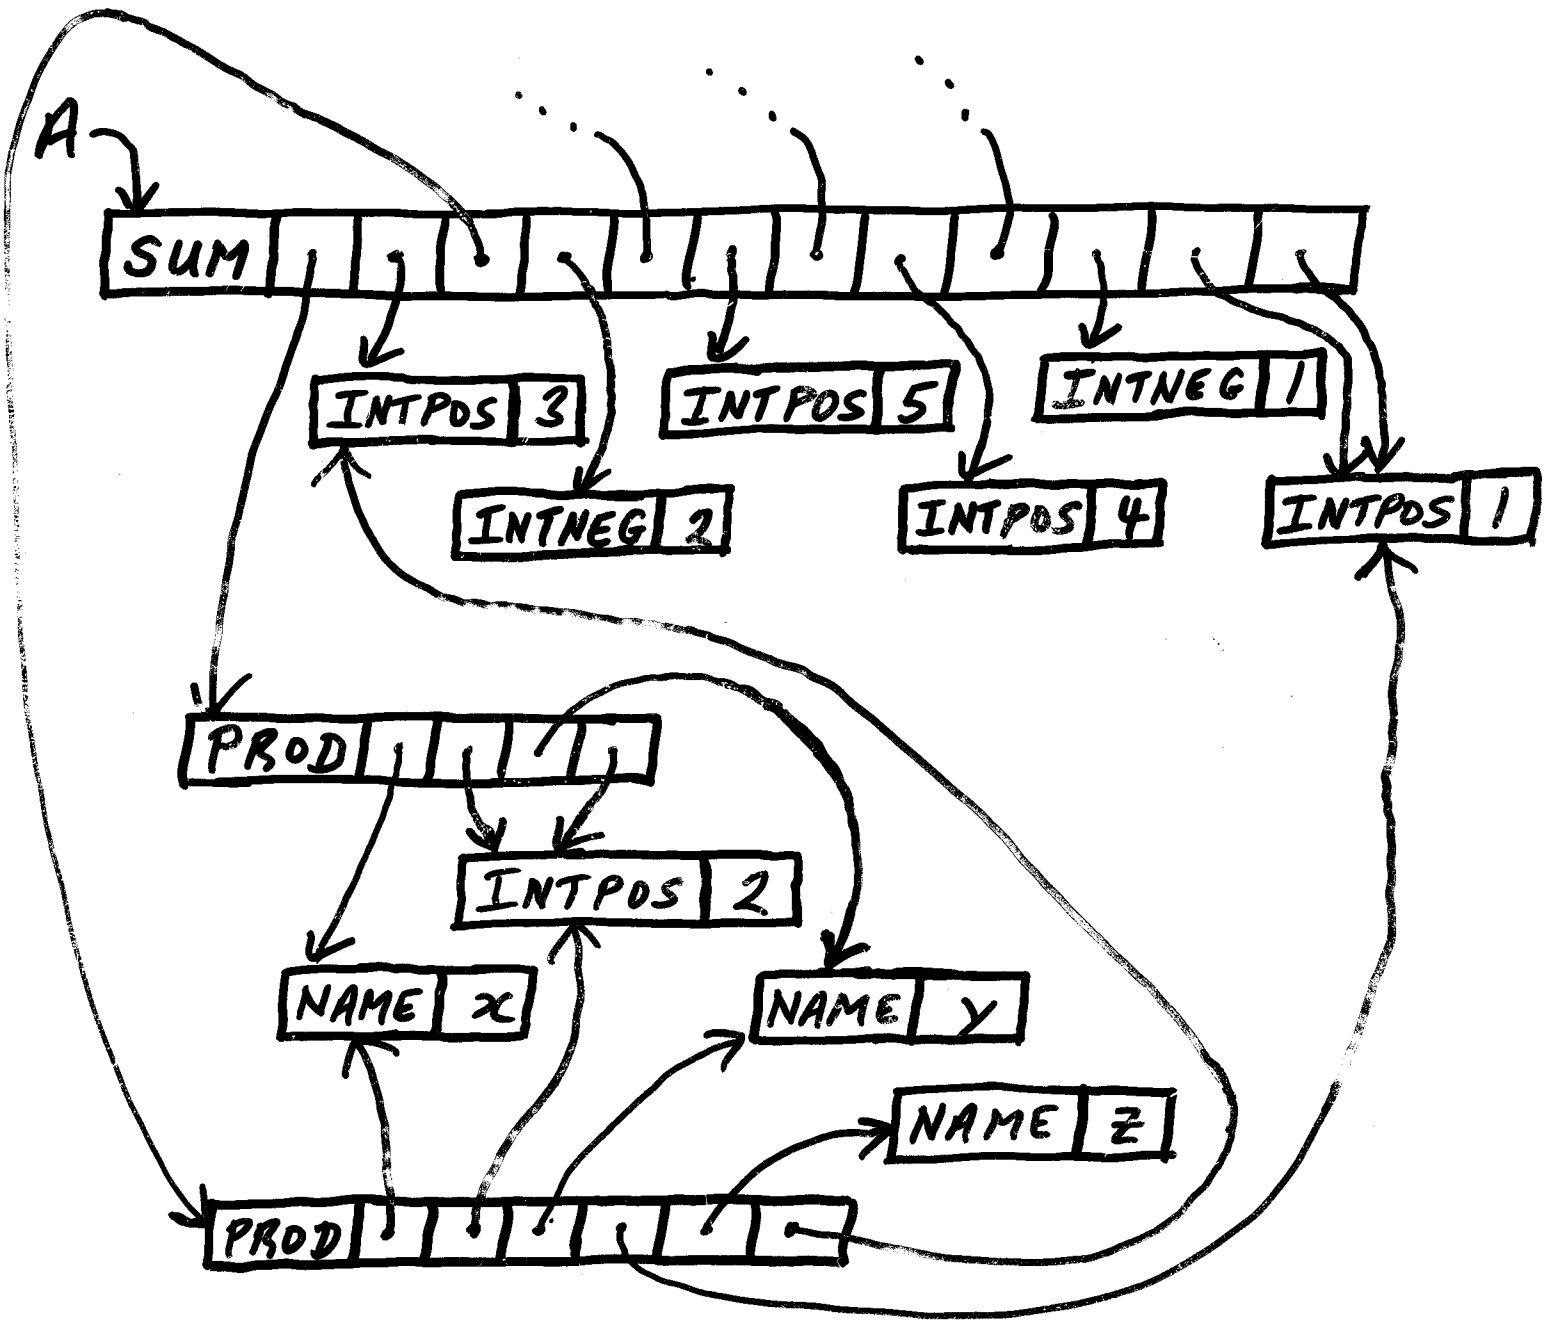 A
SUM
INTPOS 3
INTPOS 5
INTNEG 1
INTNEG 2
INTPOS 4
INTPOS 1
PROD
INTPOS 2
NAME x
NAME y
NAME z
PROD